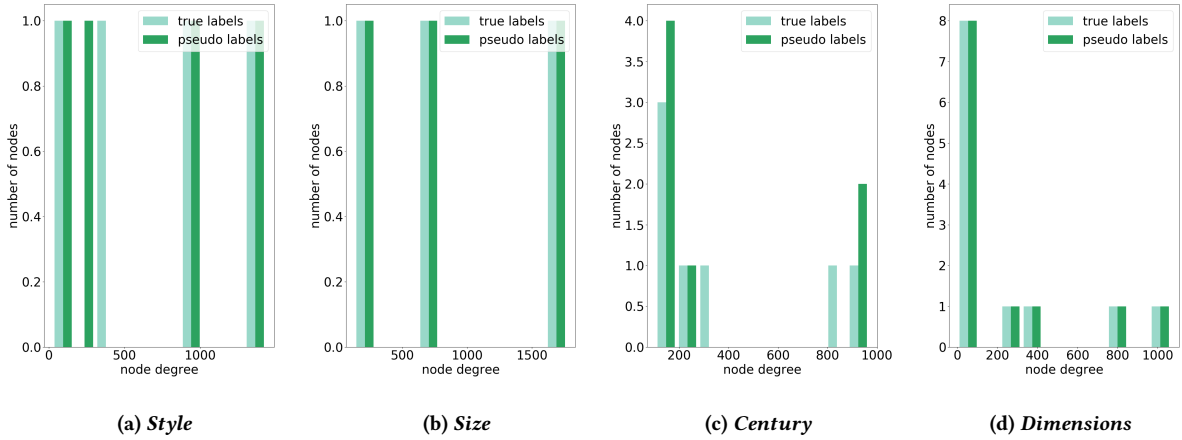 true labels
pseudo labels
number of nodes
1.0
0.8
0.6
0.4
0.2
0.0
0 500 1000
node degree
(a) Style
true labels
pseudo labels
number of nodes
1.0
0.8
0.6
0.4
0.2
0.0
500 1000 1500
node degree
(b) Size
true labels
pseudo labels
number of nodes
4.0
3.5
3.0
2.5
2.0
1.5
1.0
0.5
0.0
200 400 600 800 1000
node degree
(c) Century
true labels
pseudo labels
number of nodes
8
7
6
5
4
3
2
1
0
0 200 400 600 800 1000
node degree
(d) Dimensions